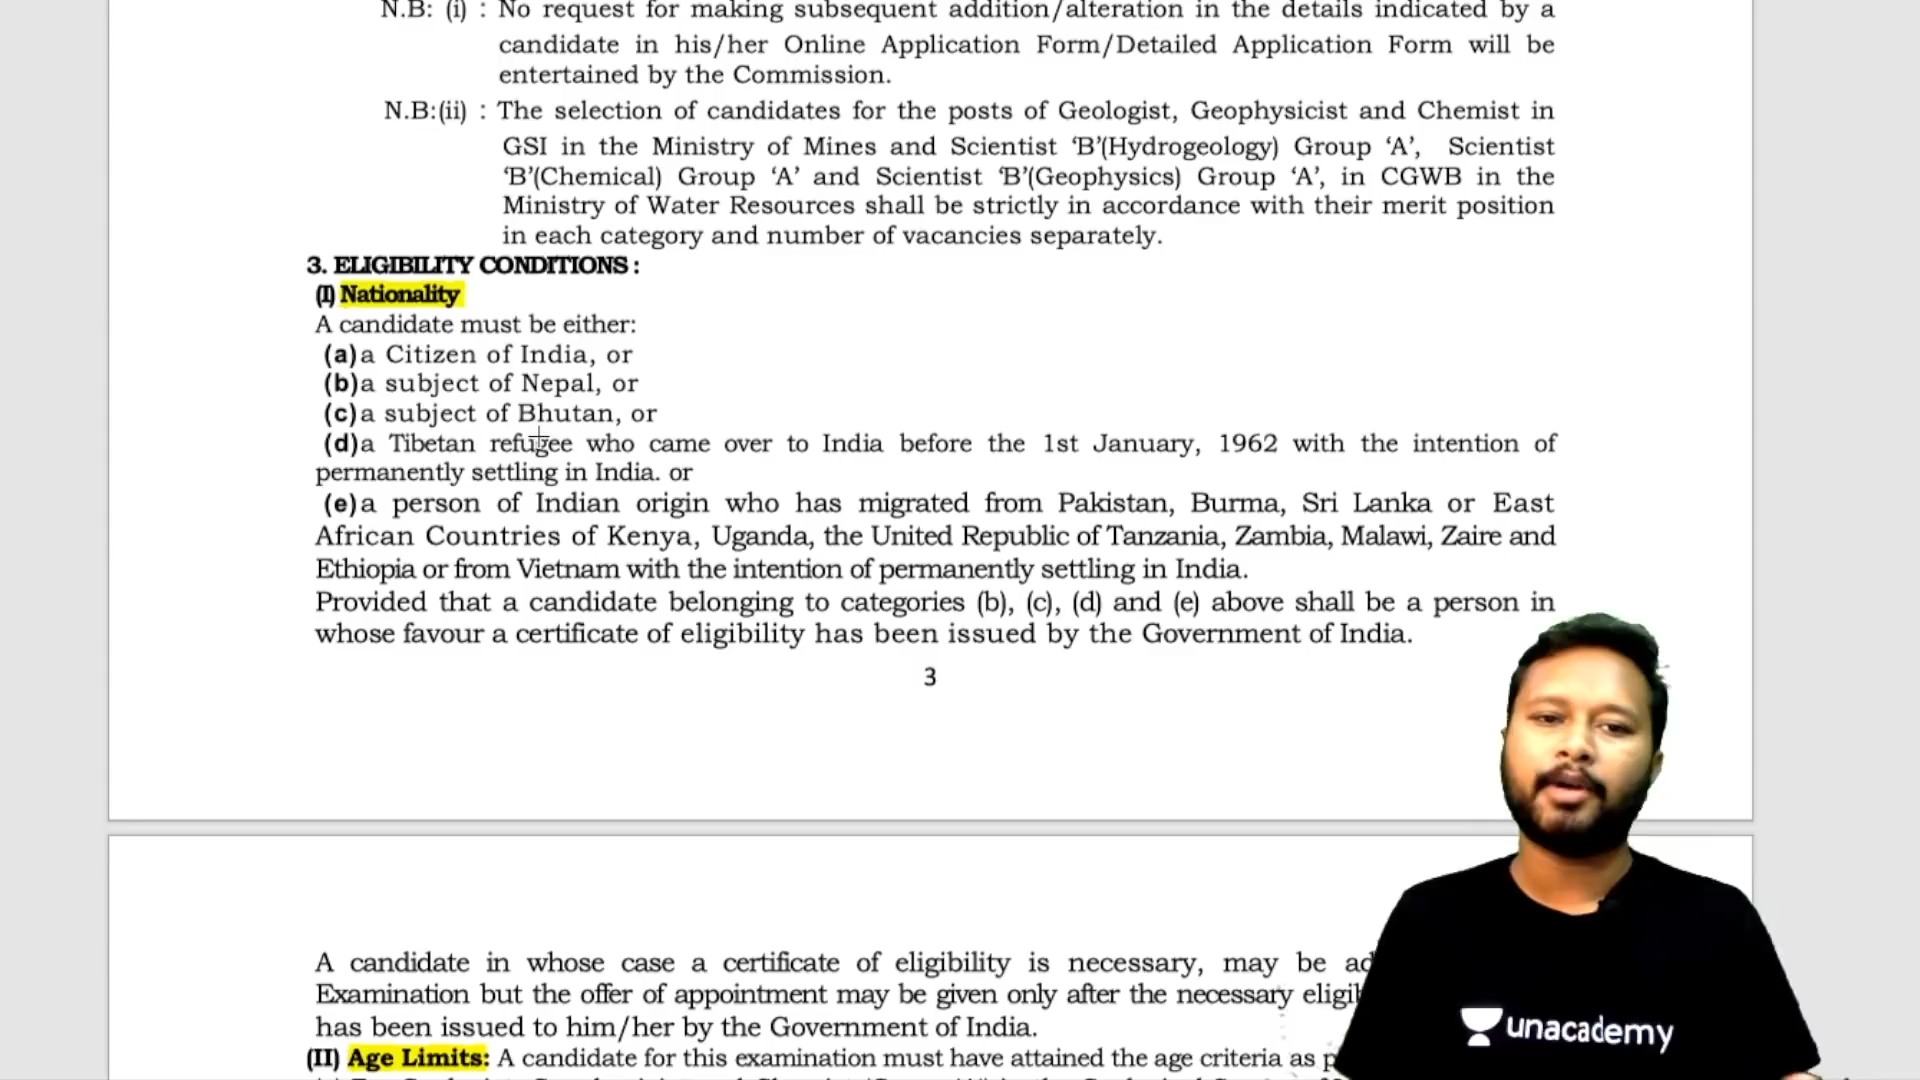 N.B: (i) : No request for making subsequent addition/alteration in the details indicated by a
candidate in his/her Online Application Form/Detailed Application Form will be
entertained by the Commission.
N.B:(ii) : The selection of candidates for the posts of Geologist, Geophysicist and Chemist in
GSI in the Ministry of Mines and Scientist ‘B’(Hydrogeology) Group ‘A’, Scientist
‘B’(Chemical) Group ‘A’ and Scientist ‘B’(Geophysics) Group ‘A’, in CGWB in the
Ministry of Water Resources shall be strictly in accordance with their merit position
in each category and number of vacancies separately.
3. ELIGIBILITY CONDITIONS :
(I) Nationality
A candidate must be either:
(a)a Citizen of India, or
(b)a subject of Nepal, or
(c)a subject of Bhutan, or
(d)a Tibetan refugee who came over to India before the 1st January, 1962 with the intention of
permanently settling in India. or
(e)a person of Indian origin who has migrated from Pakistan, Burma, Sri Lanka or East
African Countries of Kenya, Uganda, the United Republic of Tanzania, Zambia, Malawi, Zaire and
Ethiopia or from Vietnam with the intention of permanently settling in India.
Provided that a candidate belonging to categories (b), (c), (d) and (e) above shall be a person in
whose favour a certificate of eligibility has been issued by the Government of India.
3
A candidate in whose case a certificate of eligibility is necessary, may be
Examination but the offer of appointment may be given only after the necessary
has been issued to him/her by the Government of India.
(II) Age Limits: A candidate for this examination must have attained the age criteria as
unacademy